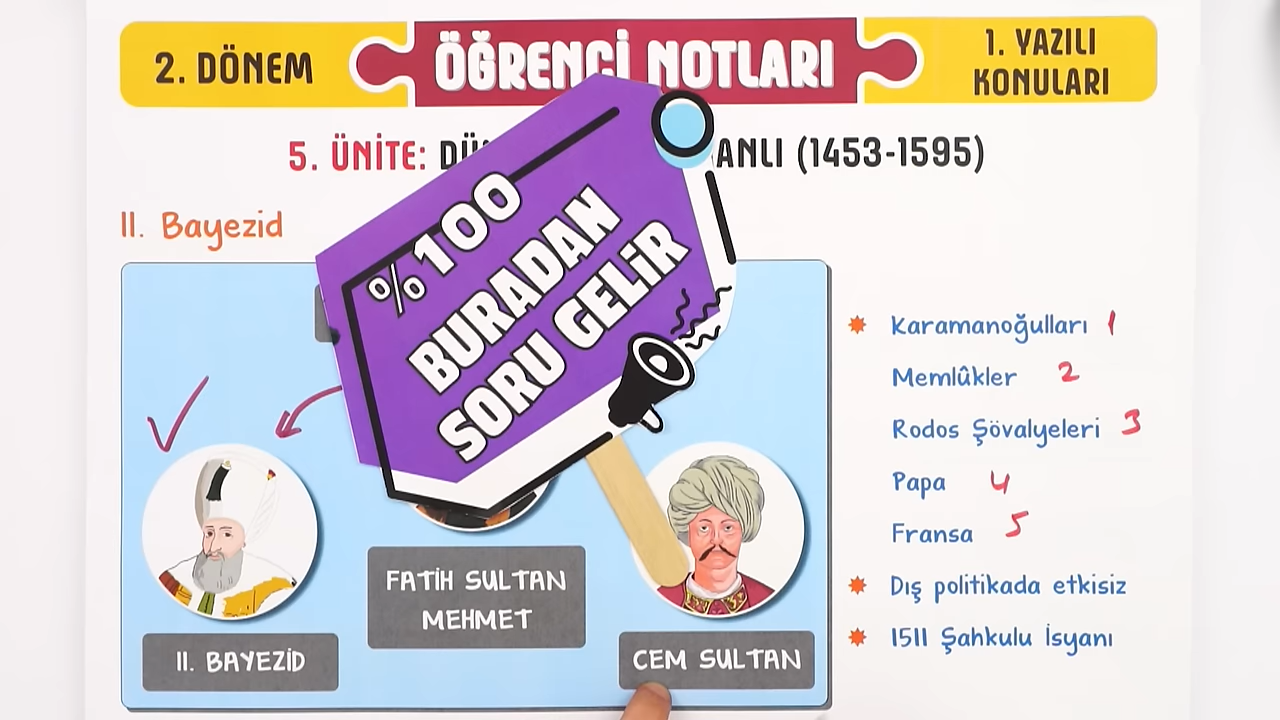 2. DÖNEM
ÖĞRENCİ NOTLARI
1. YAZILI
KONULARI
5. ÜNİTE: ANLI (1453-1595)
II. Bayezid
%100
BURADAN
SORU GELİR
Karamanoğulları 1
Memlûkler 2
Rodos Şövalyeleri 3
Papa 4
Fransa 5
Dış politikada etkisiz
1511 Şahkulu İsyanı
FATİH SULTAN
MEHMET
II. BAYEZİD
CEM SULTAN